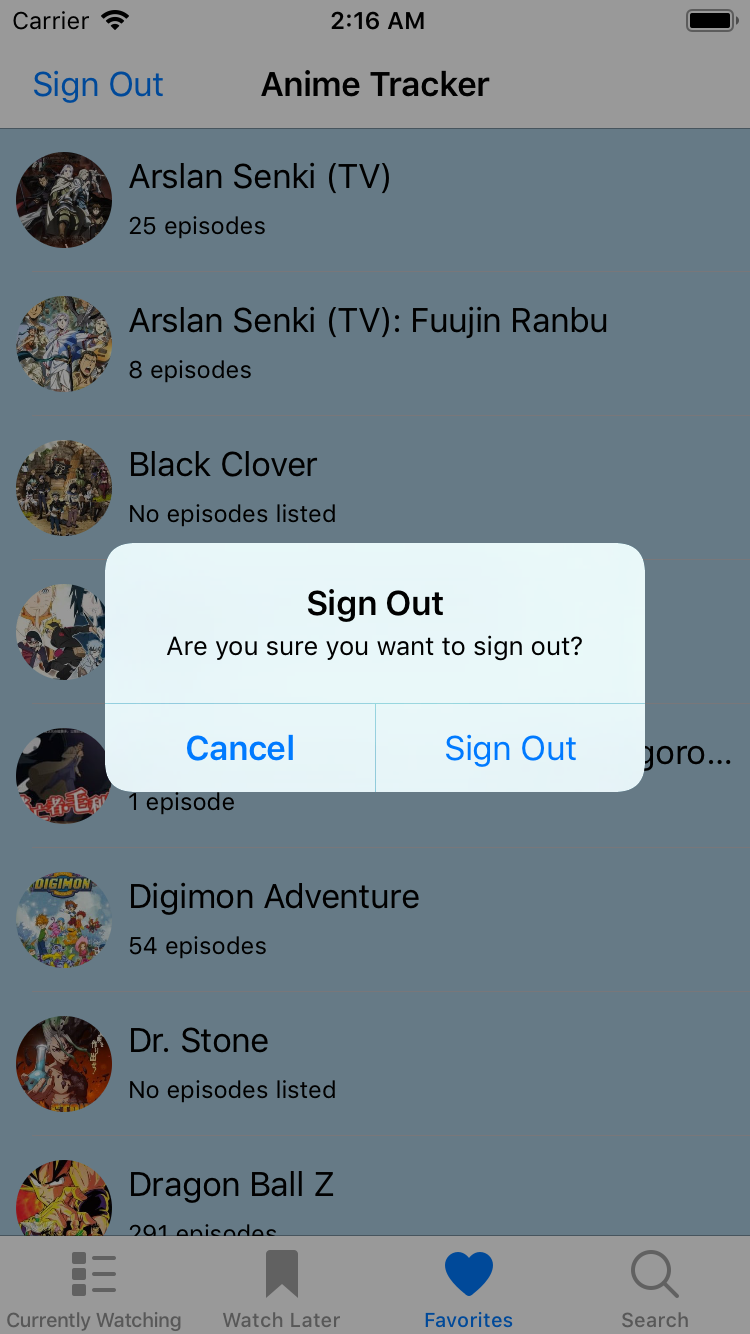 Carrier
2:16 AM
Sign Out
Anime Tracker
Arslan Senki (TV)
25 episodes
Arslan Senki (TV): Fuujin Ranbu
8 episodes
Black Clover
No episodes listed
Sign Out
Are you sure you want to sign out?
Cancel
Sign Out
goro...
1 episode
DIGIMON
Digimon Adventure
54 episodes
Dr. Stone
No episodes listed
Dragon Ball Z
291 episodes
Currently Watching
Watch Later
Favorites
Search